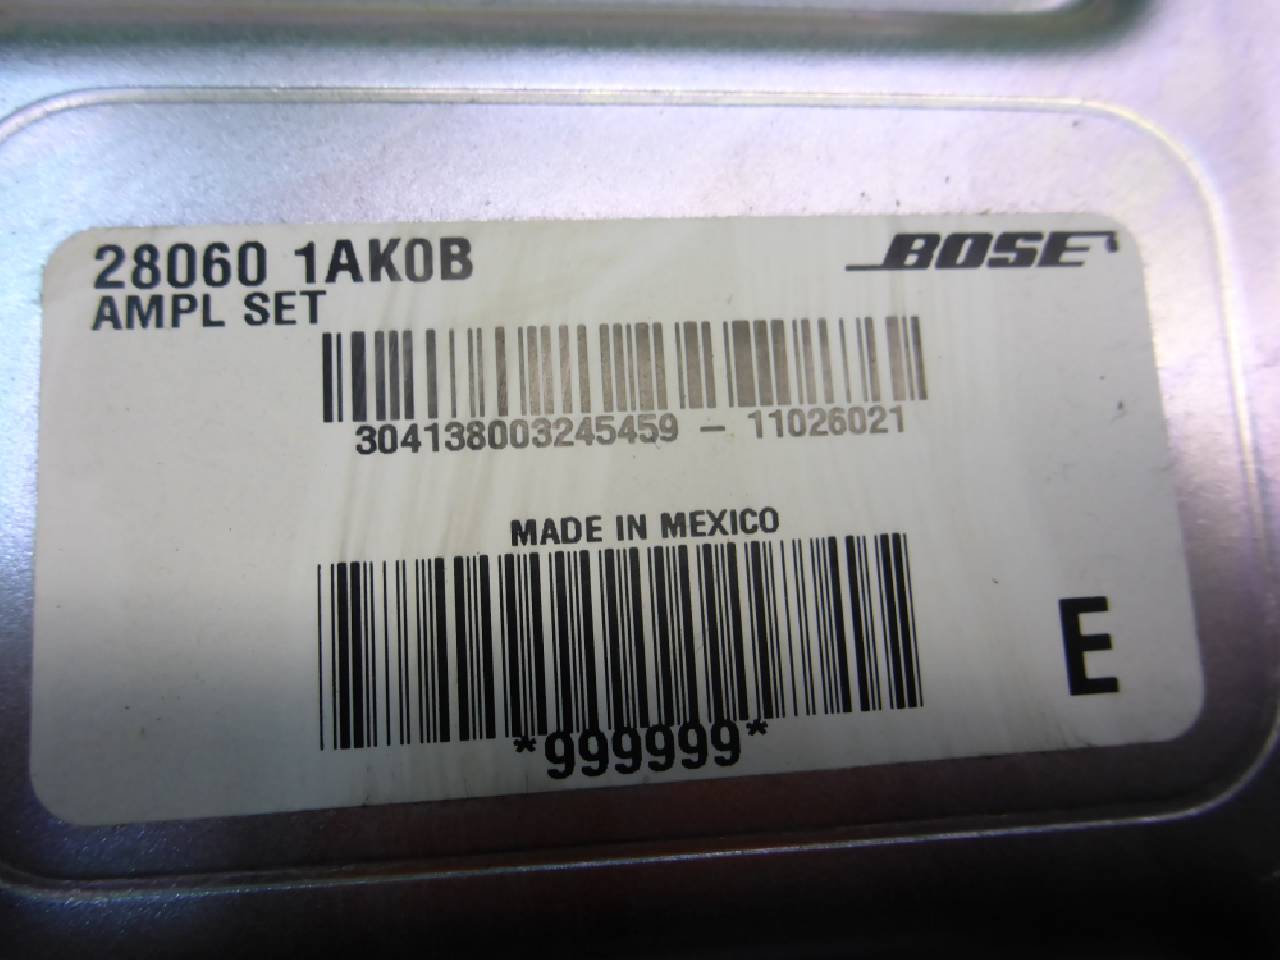 28060 1AK0B
BOSE
AMPL SET
304138003245459 - 11026021
MADE IN MEXICO
*999999*
E